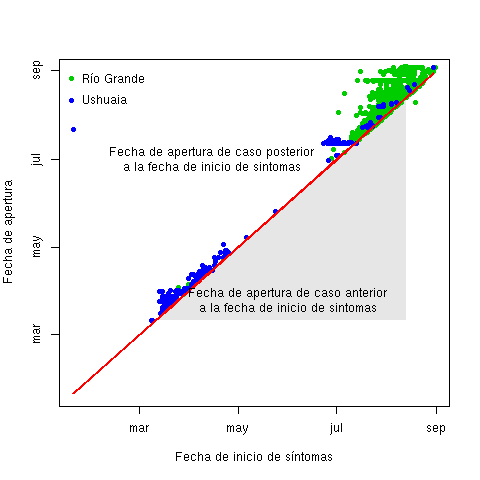 Río Grande
Ushuaia
Fecha de apertura de caso posterior
a la fecha de inicio de sintomas
Fecha de apertura de caso anterior
a la fecha de inicio de sintomas
Fecha de apertura
sep
jul
may
mar
mar
may
jul
sep
Fecha de inicio de síntomas